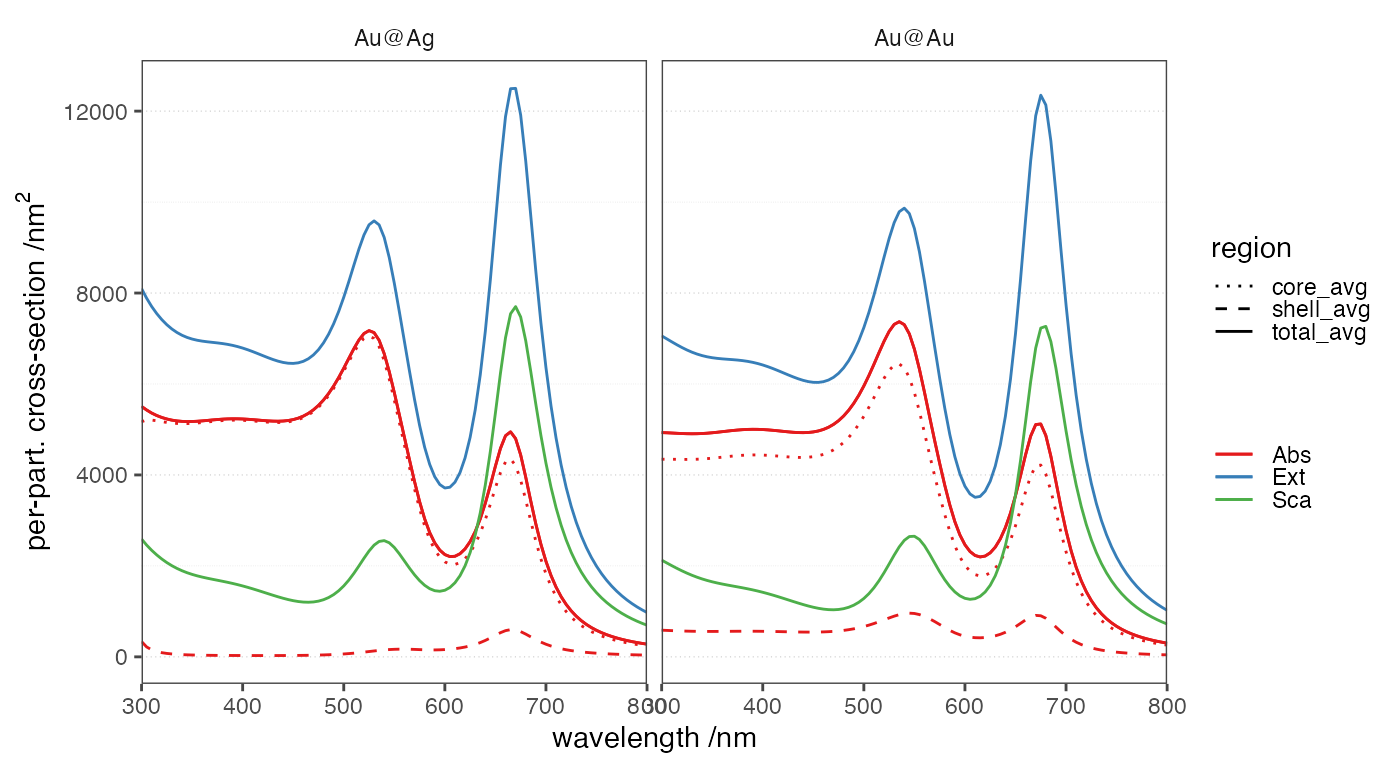 Au@Ag
Au@Au
per-part. cross-section /nm²
12000
8000
4000
0
300 400 500 600 700 800
300 400 500 600 700 800
wavelength /nm
region
core_avg
shell_avg
total_avg
Abs
Ext
Sca